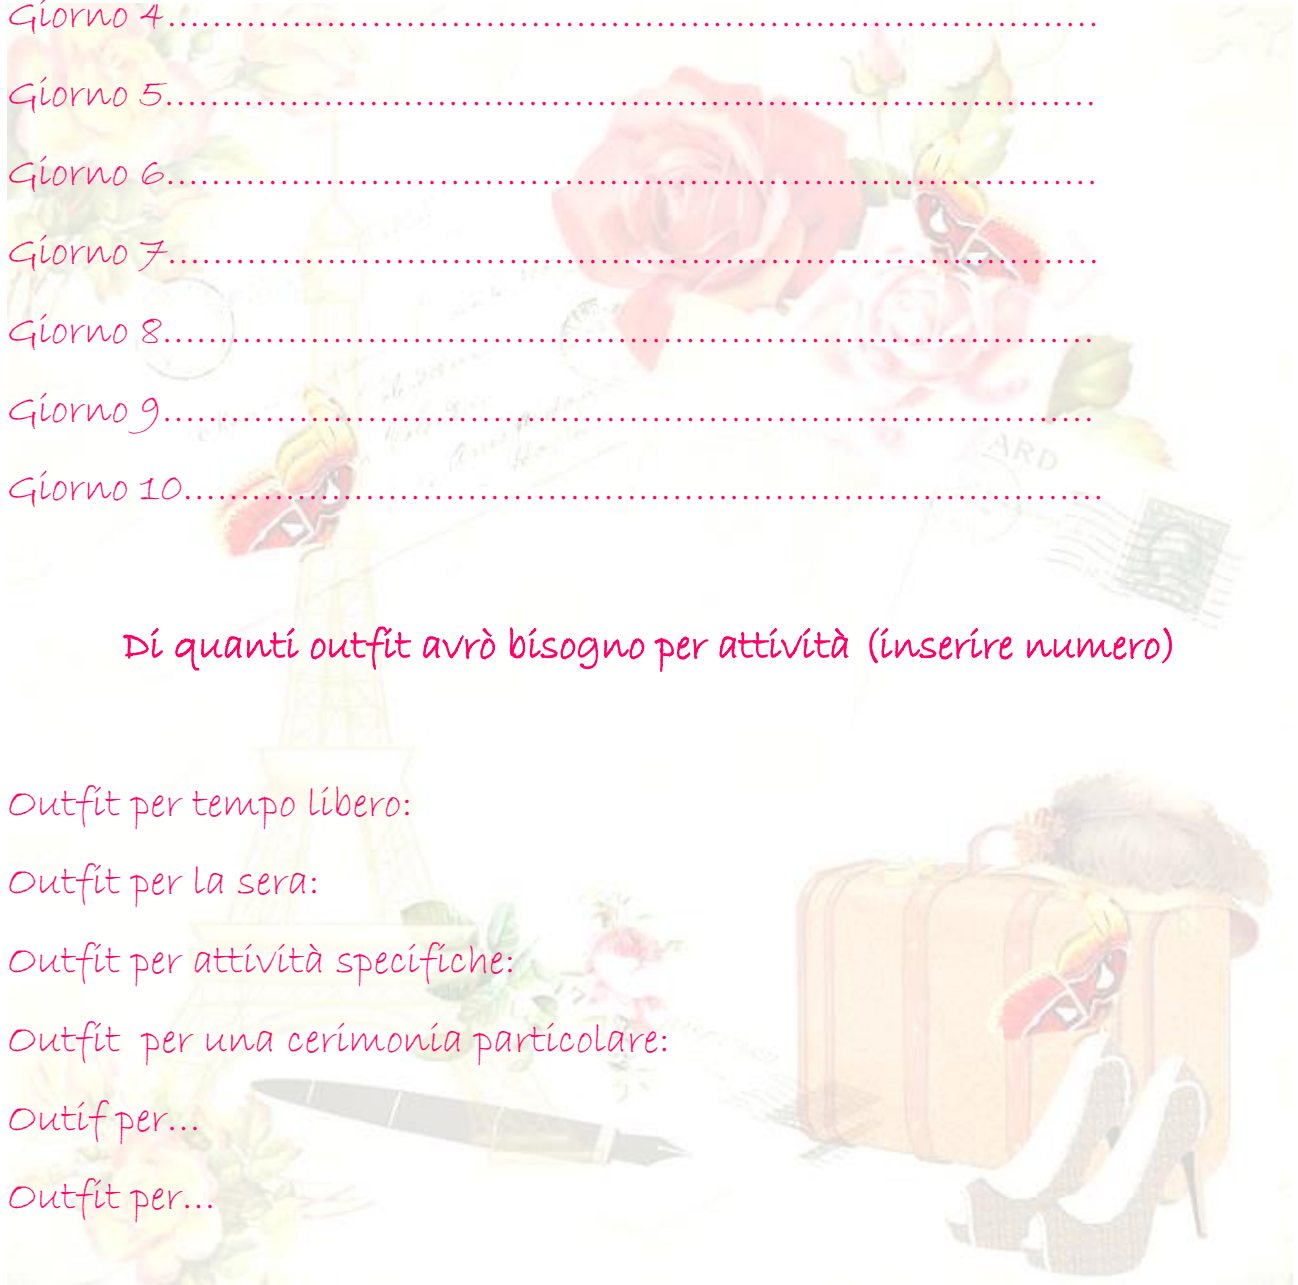 Giorno 4...................................................................................
Giorno 5...................................................................................
Giorno 6...................................................................................
Giorno 7...................................................................................
Giorno 8...................................................................................
Giorno 9...................................................................................
Giorno 10..................................................................................
ARD
Di quanti outfit avrò bisogno per attività (inserire numero)
Outfit per tempo libero:
Outfit per la sera:
Outfit per attività specifiche:
Outfit per una cerimonia particolare:
Outif per...
Outfit per...